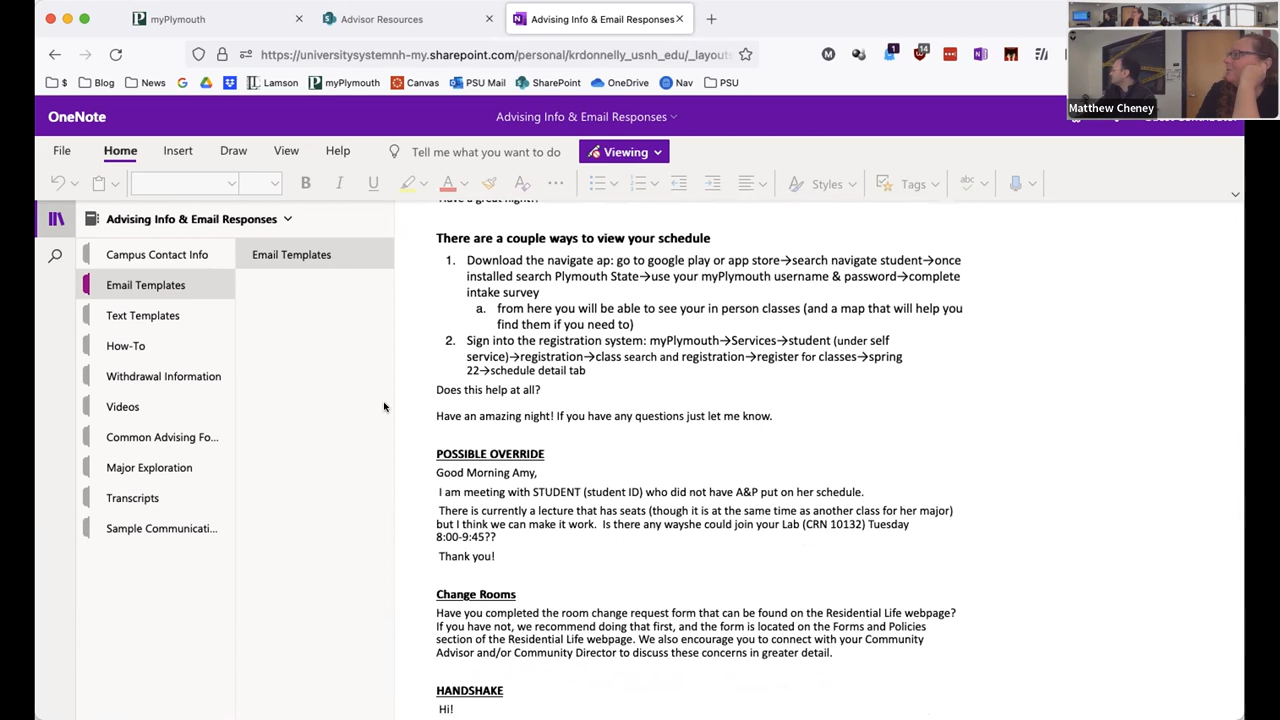 myPlymouth
Advisor Resources
Advising Info & Email Responses
https://universitysystemnh-my.sharepoint.com/personal/krdonnelly_usnh_edu/_layouts
1
14
$
Blog
News
Lamson
myPlymouth
Canvas
PSU Mail
SharePoint
OneDrive
Nav
PSU
Matthew Cheney
OneNote
Advising Info & Email Responses
File
Home
Insert
Draw
View
Help
Tell me what you want to do
Viewing
B
I
U
A
Styles
Tags
abc
Advising Info & Email Responses
Campus Contact Info
Email Templates
Text Templates
How-To
Withdrawal Information
Videos
Common Advising Fo...
Major Exploration
Transcripts
Sample Communicati...
Email Templates
There are a couple ways to view your schedule
1. Download the navigate ap: go to google play or app store→search navigate student→once
installed search Plymouth State→use your myPlymouth username & password→complete
intake survey
a. from here you will be able to see your in person classes (and a map that will help you
find them if you need to)
2. Sign into the registration system: myPlymouth→Services→student (under self
service)→registration→class search and registration→register for classes→spring
22→schedule detail tab
Does this help at all?
Have an amazing night! If you have any questions just let me know.
POSSIBLE OVERRIDE
Good Morning Amy,
I am meeting with STUDENT (student ID) who did not have A&P put on her schedule.
There is currently a lecture that has seats (though it is at the same time as another class for her major)
but I think we can make it work. Is there any wayshe could join your Lab (CRN 10132) Tuesday
8:00-9:45??
Thank you!
Change Rooms
Have you completed the room change request form that can be found on the Residential Life webpage?
If you have not, we recommend doing that first, and the form is located on the Forms and Policies
section of the Residential Life webpage. We also encourage you to connect with your Community
Advisor and/or Community Director to discuss these concerns in greater detail.
HANDSHAKE
Hi!